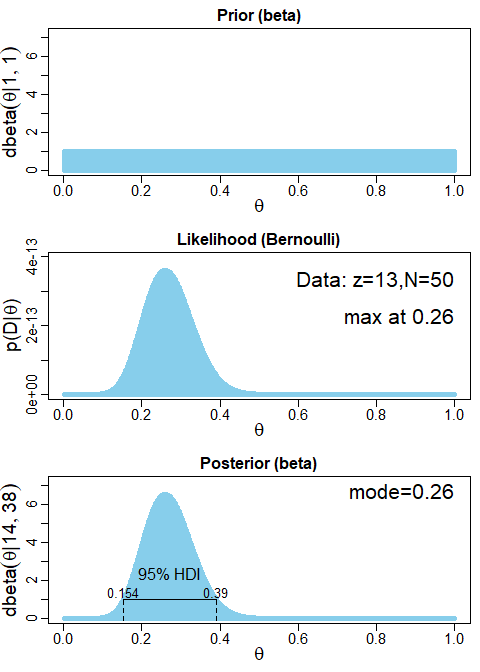 Prior (beta)
dbeta(θ|1, 1)
0 2 4 6
0.0 0.2 0.4 0.6 0.8 1.0
θ
Likelihood (Bernoulli)
p(D|θ)
0e+00 2e-13 4e-13
Data: z=13,N=50
max at 0.26
0.0 0.2 0.4 0.6 0.8 1.0
θ
Posterior (beta)
dbeta(θ|14, 38)
0 2 4 6
mode=0.26
95% HDI
0.154 0.39
0.0 0.2 0.4 0.6 0.8 1.0
θ